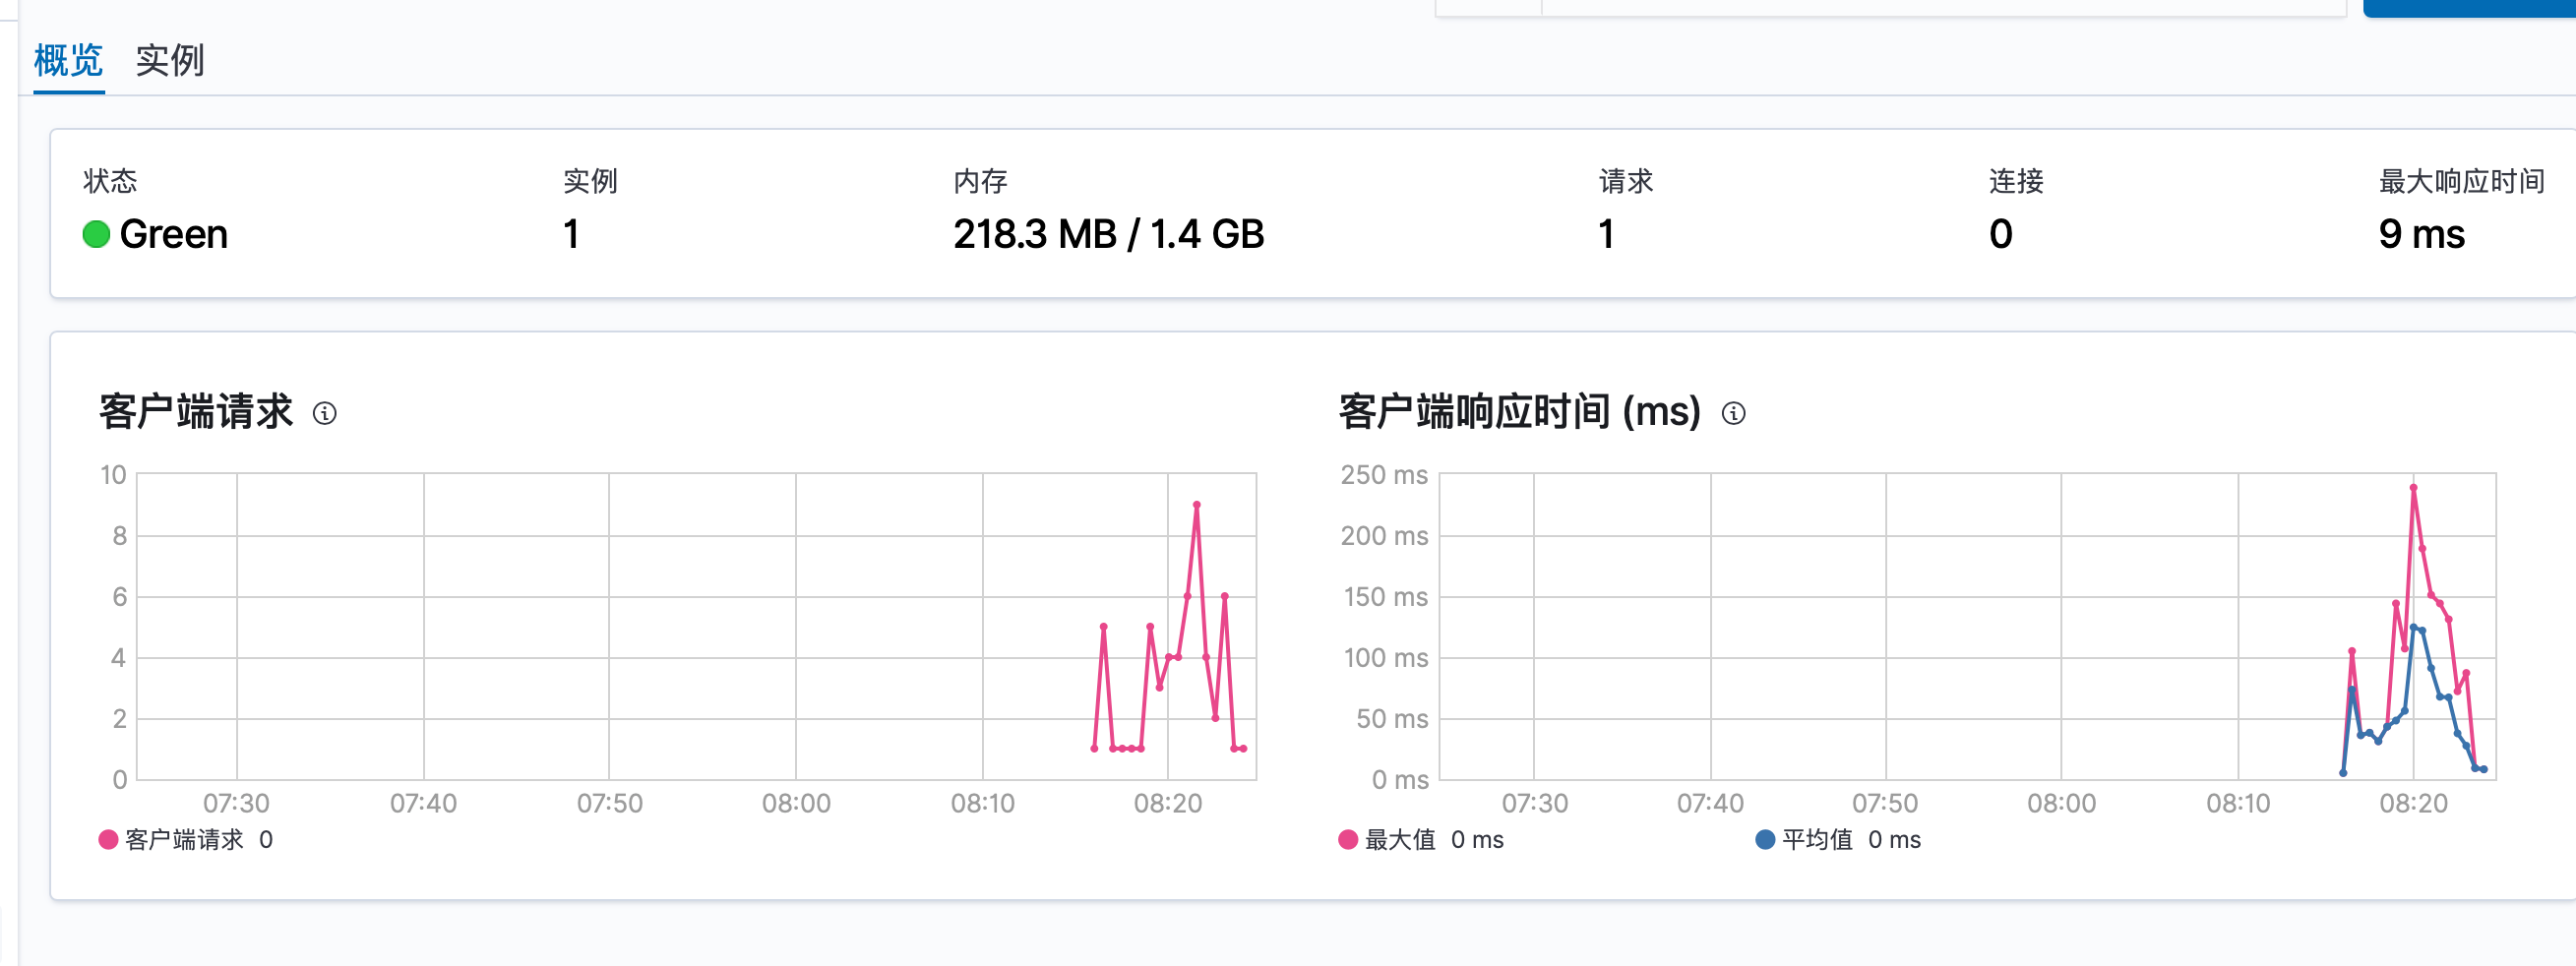 概览 实例
状态 实例 内存 请求 连接 最大响应时间
Green 1 218.3 MB / 1.4 GB 1 0 9 ms
客户端请求
10
8
6
4
2
0
07:30 07:40 07:50 08:00 08:10 08:20
客户端请求 0
客户端响应时间 (ms)
250 ms
200 ms
150 ms
100 ms
50 ms
0 ms
07:30 07:40 07:50 08:00 08:10 08:20
最大值 0 ms 平均值 0 ms